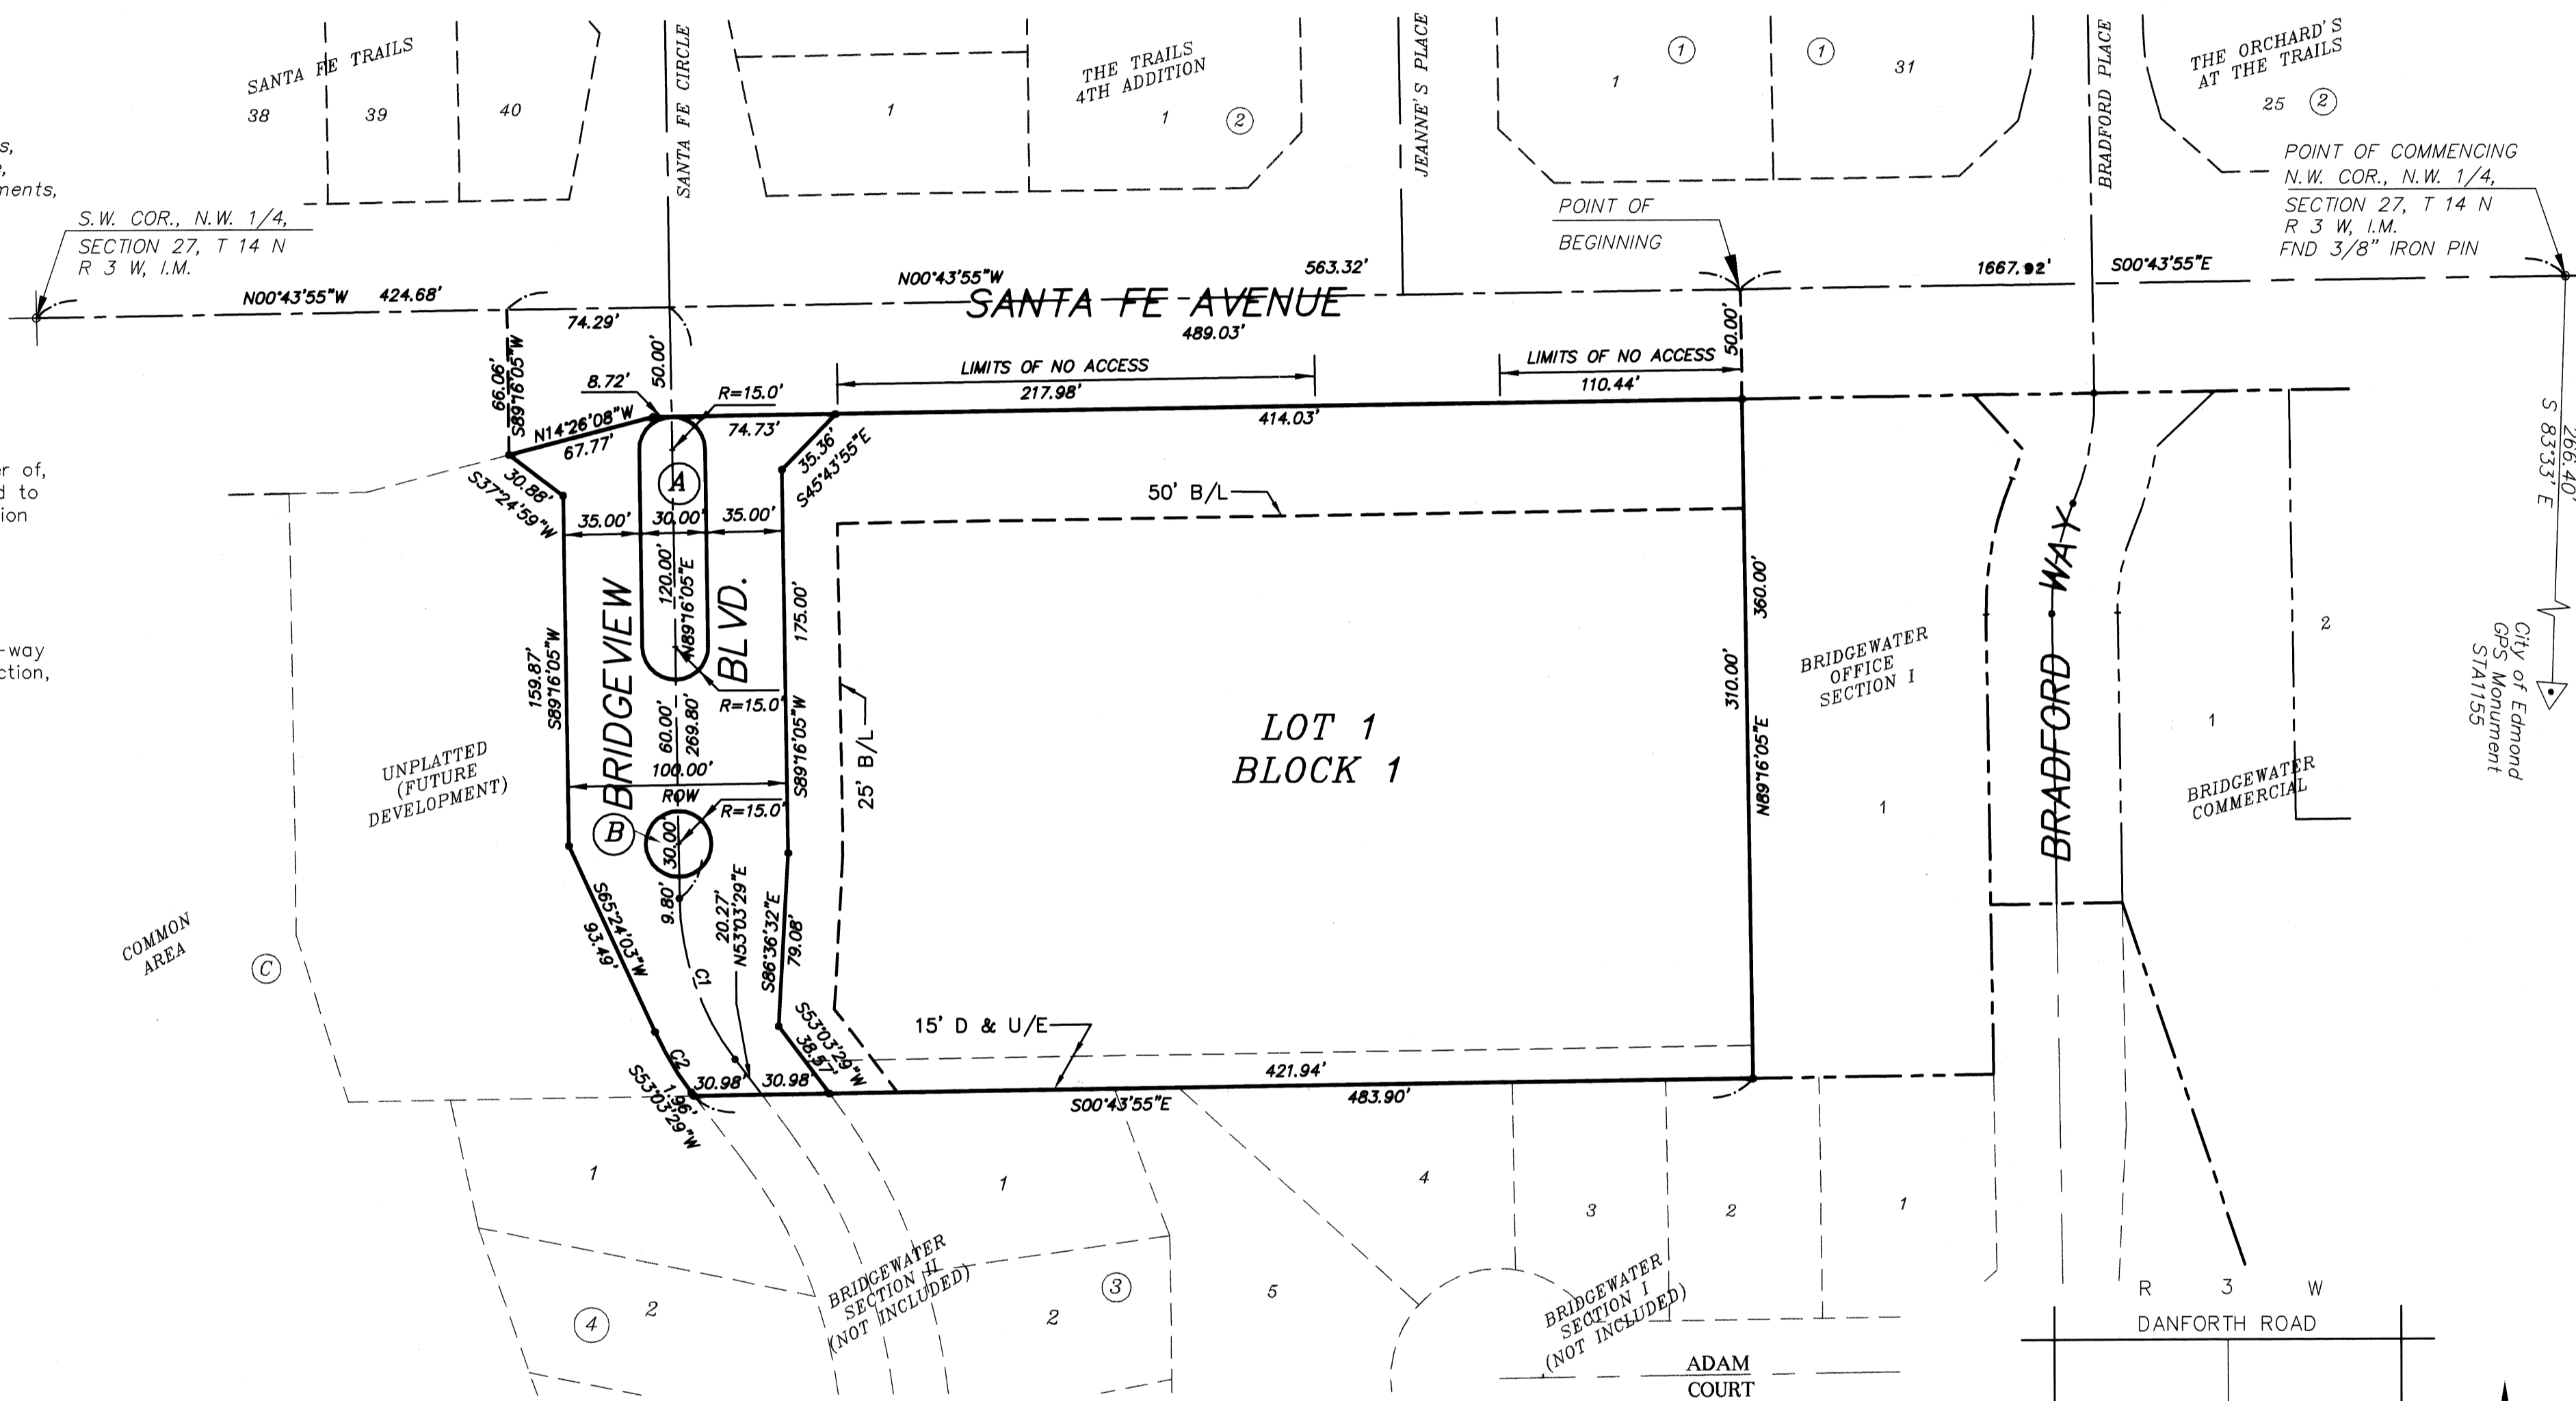 SANTA FE TRAILS
38
39
40
SANTA FE CIRCLE
1
THE TRAILS
4TH ADDITION
1
2
JEANNE'S PLACE
1
1
1
31
BRADFORD PLACE
THE ORCHARD'S
AT THE TRAILS
25
2
s,
ments,
S.W. COR., N.W. 1/4,
SECTION 27, T 14 N
R 3 W, I.M.
POINT OF
BEGINNING
POINT OF COMMENCING
N.W. COR., N.W. 1/4,
SECTION 27, T 14 N
R 3 W, I.M.
FND 3/8" IRON PIN
N00°43'55"W 424.68'
N00°43'55"W
563.32'
1667.92'
S00°43'55"E
SANTA FE AVENUE
74.29'
489.03'
66.06'
S89°16'05"W
50.00'
50.00'
8.72'
R=15.0'
LIMITS OF NO ACCESS
217.98'
LIMITS OF NO ACCESS
110.44'
N14°26'08"W
67.77'
74.73'
414.03'
35.36'
S45°43'55"E
30.88'
S37°24'59"W
A
35.00'
30.00'
35.00'
50' B/L
266.40'
S 83°33' E
er of,
d to
ion
-way
ction,
120.00'
N89°16'05"E
BRIDGEVIEW
BLVD.
175.00'
S89°16'05"W
159.87'
S89°16'05"W
R=15.0'
60.00'
269.80'
100.00'
ROW
R=15.0'
B
30.00'
25' B/L
LOT 1
BLOCK 1
360.00'
310.00'
N89°16'05"E
BRIDGEWATER
OFFICE
SECTION I
1
BRADFORD WAY
2
1
BRIDGEWATER
COMMERCIAL
City of Edmond
GPS Monument
STA1155
UNPLATTED
(FUTURE
DEVELOPMENT)
COMMON
AREA
C
9.80'
20.27'
N53°03'29"E
S86°36'32"E
79.08'
S65°24'03"W
93.49'
C1
C2
S53°03'29"W
38.57'
1.96'
S53°03'29"W
30.98'
30.98'
15' D & U/E
421.94'
S00°43'55"E
483.90'
1
1
4
3
2
1
BRIDGEWATER
SECTION II
(NOT INCLUDED)
4
2
3
2
5
BRIDGEWATER
SECTION I
(NOT INCLUDED)
ADAM
COURT
R 3 W
DANFORTH ROAD